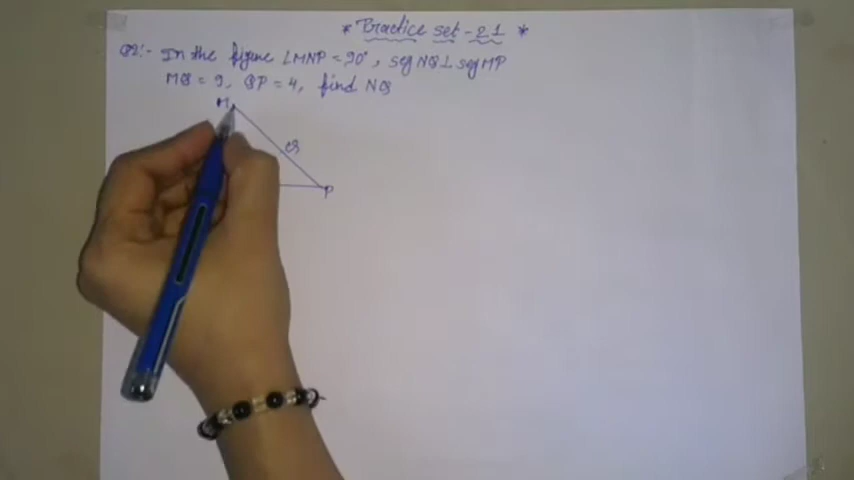 * Practice set - 2.1 *
Q2:- In the figure ∠MNP = 90°, seg NQ ⊥ seg MP
MQ = 9, QP = 4, find NQ
M
Q
P